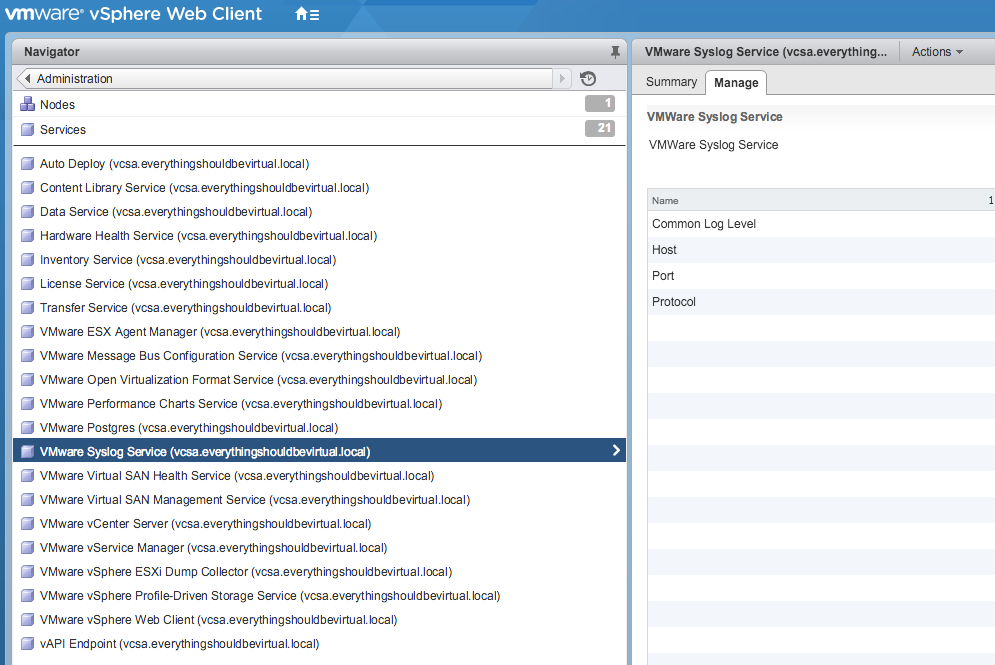 vmware® vSphere Web Client
Navigator
Administration
Nodes 1
Services 21
Auto Deploy (vcsa.everythingshouldbevirtual.local)
Content Library Service (vcsa.everythingshouldbevirtual.local)
Data Service (vcsa.everythingshouldbevirtual.local)
Hardware Health Service (vcsa.everythingshouldbevirtual.local)
Inventory Service (vcsa.everythingshouldbevirtual.local)
License Service (vcsa.everythingshouldbevirtual.local)
Transfer Service (vcsa.everythingshouldbevirtual.local)
VMware ESX Agent Manager (vcsa.everythingshouldbevirtual.local)
VMware Message Bus Configuration Service (vcsa.everythingshouldbevirtual.local)
VMware Open Virtualization Format Service (vcsa.everythingshouldbevirtual.local)
VMware Performance Charts Service (vcsa.everythingshouldbevirtual.local)
VMware Postgres (vcsa.everythingshouldbevirtual.local)
VMware Syslog Service (vcsa.everythingshouldbevirtual.local)
VMware Virtual SAN Health Service (vcsa.everythingshouldbevirtual.local)
VMware Virtual SAN Management Service (vcsa.everythingshouldbevirtual.local)
VMware vCenter Server (vcsa.everythingshouldbevirtual.local)
VMware vService Manager (vcsa.everythingshouldbevirtual.local)
VMware vSphere ESXi Dump Collector (vcsa.everythingshouldbevirtual.local)
VMware vSphere Profile-Driven Storage Service (vcsa.everythingshouldbevirtual.local)
VMware vSphere Web Client (vcsa.everythingshouldbevirtual.local)
vAPI Endpoint (vcsa.everythingshouldbevirtual.local)
VMware Syslog Service (vcsa.everything... Actions
Summary Manage
VMWare Syslog Service
VMWare Syslog Service
Name 1
Common Log Level
Host
Port
Protocol